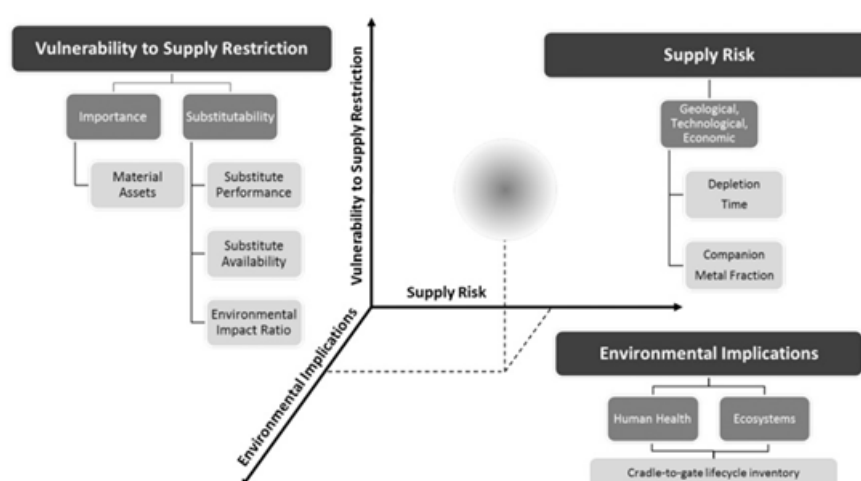 Vulnerability to Supply Restriction
Importance
Substitutability
Material
Assets
Substitute
Performance
Substitute
Availability
Environmental
Impact Ratio
Vulnerability to Supply Restriction
Supply Risk
Environmental Implications
Supply Risk
Geological,
Technological,
Economic
Depletion
Time
Companion
Metal Fraction
Environmental Implications
Human Health
Ecosystems
Cradle-to-gate lifecycle inventory